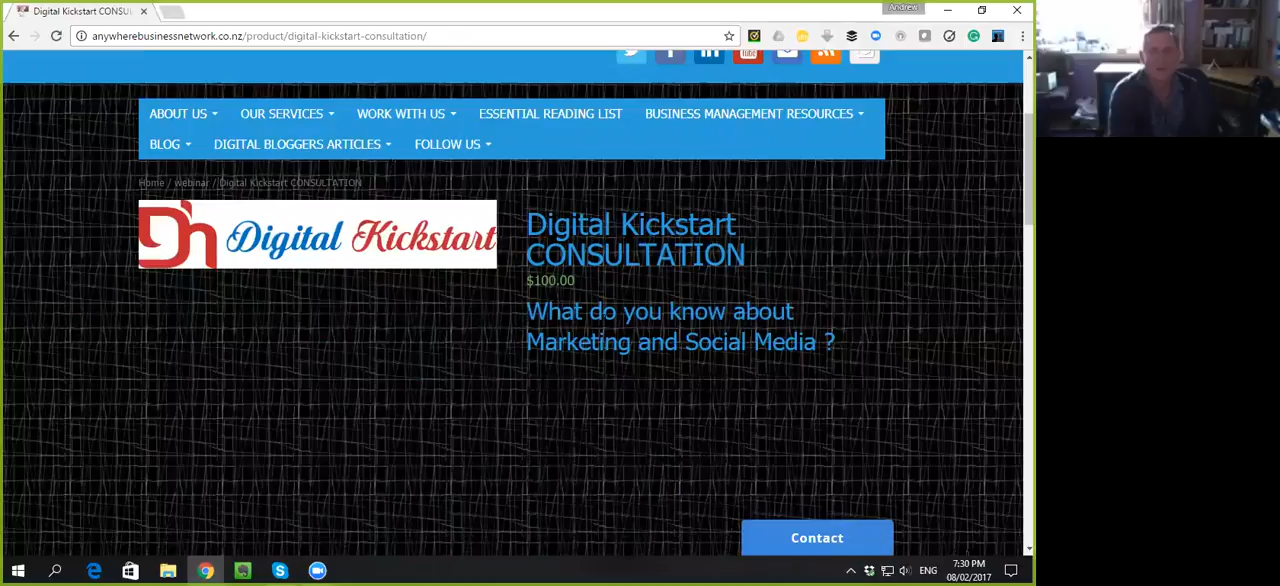 Digital Kickstart CONSUL
Andrew
anywherebusinessnetwork.co.nz/product/digital-kickstart-consultation/
You Tube
ABOUT US
OUR SERVICES
WORK WITH US
ESSENTIAL READING LIST
BUSINESS MANAGEMENT RESOURCES
BLOG
DIGITAL BLOGGERS ARTICLES
FOLLOW US
Home / webinar / Digital Kickstart CONSULTATION
Digital Kickstart
Digital Kickstart
CONSULTATION
$100.00
What do you know about
Marketing and Social Media ?
Contact
ENG
7:30 PM
08/02/2017